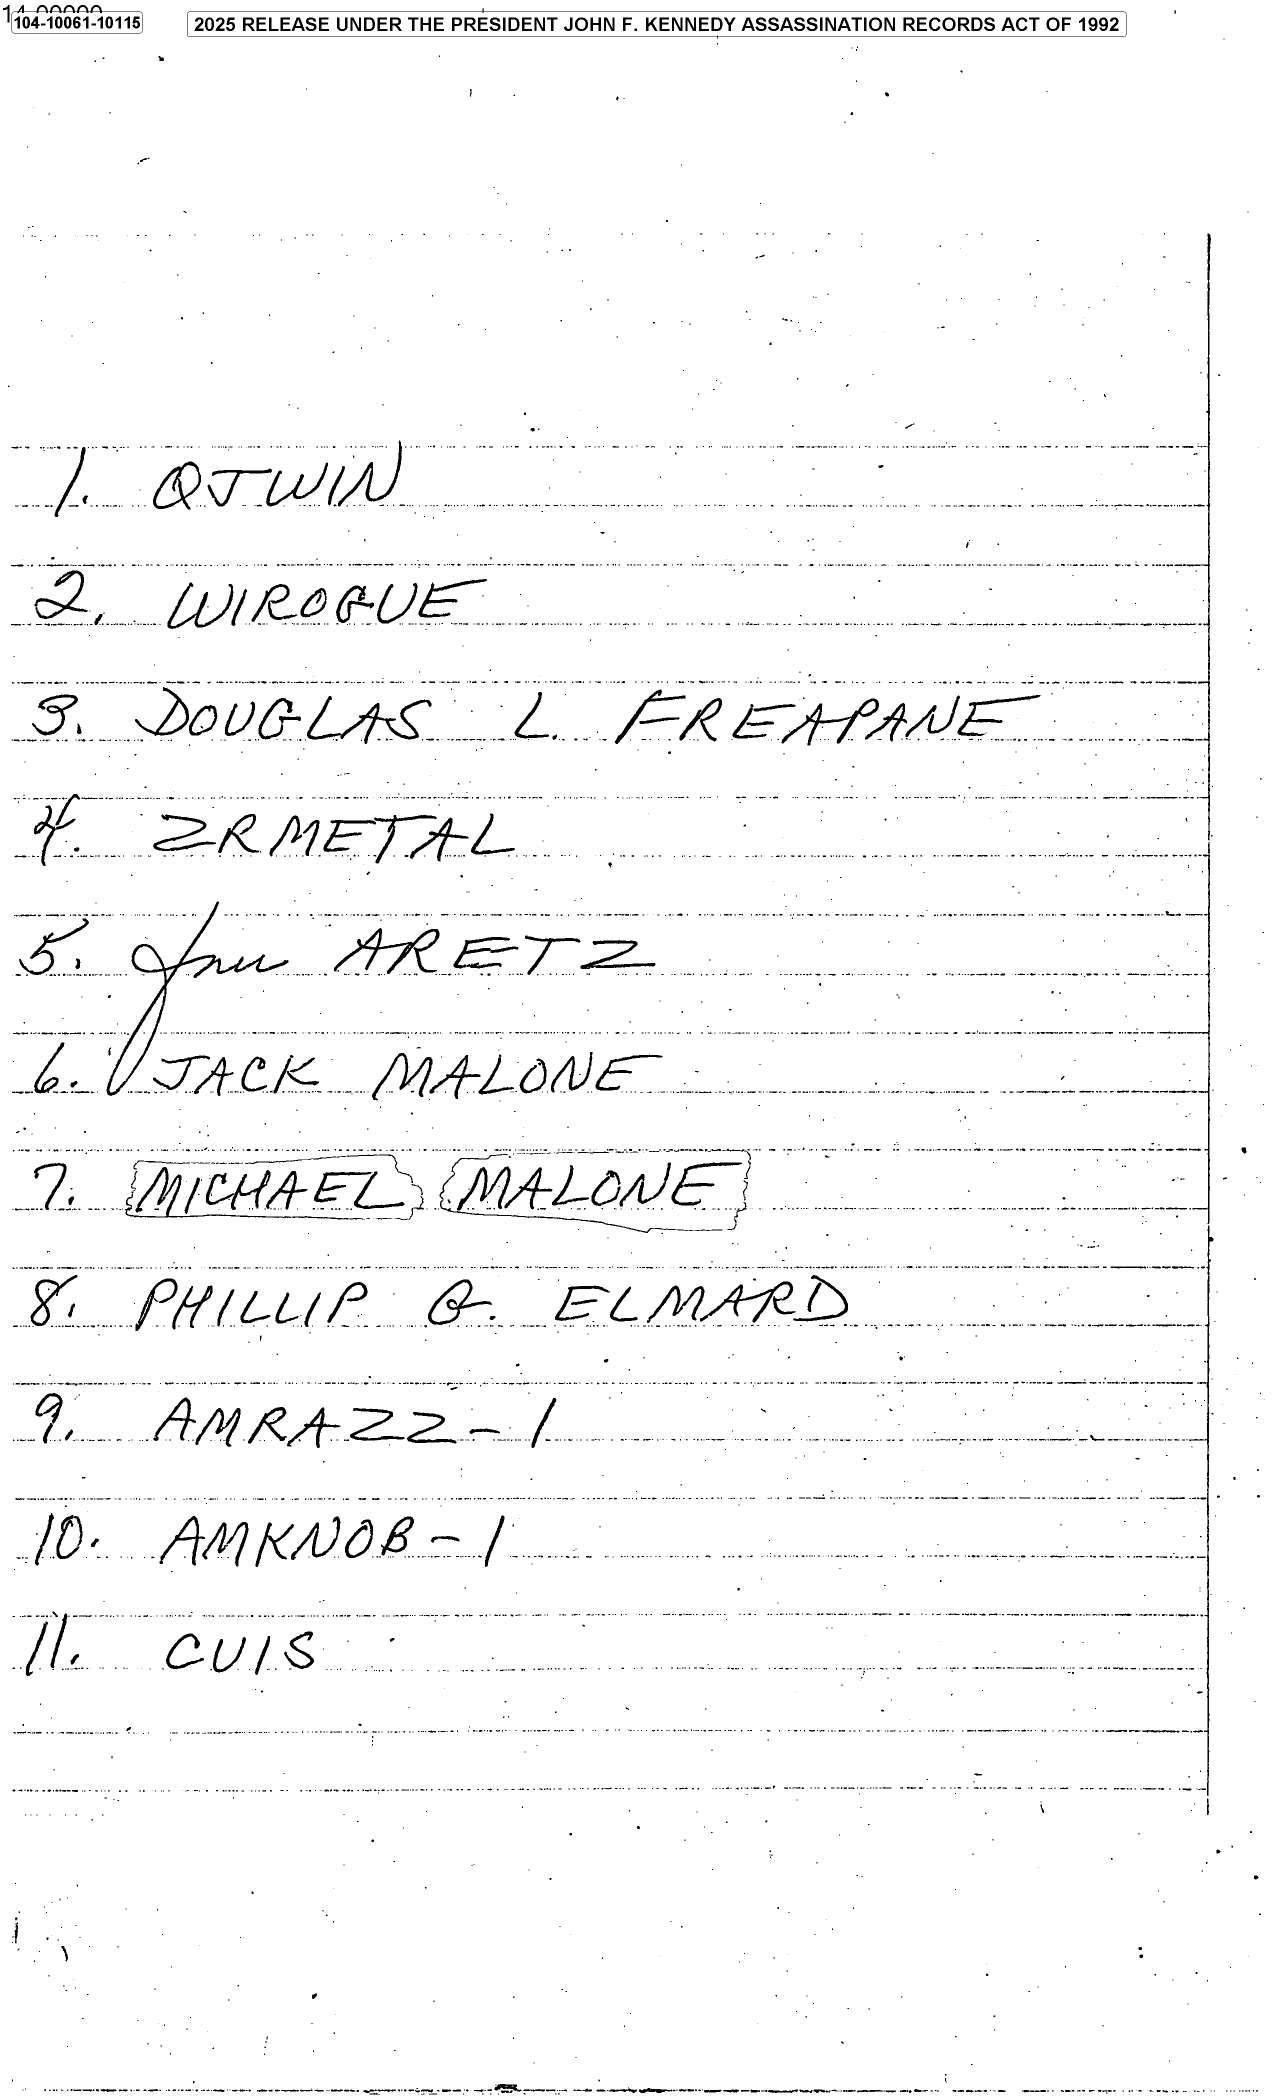 14-00000
104-10061-10115
2025 RELEASE UNDER THE PRESIDENT JOHN F. KENNEDY ASSASSINATION RECORDS ACT OF 1992
1. QJWIN
2. WIROGUE
3. DOUGLAS L. FREAPANE
4. ZRMETAL
5. ARETZ
6. JACK MALONE
7. MICHAEL MALONE
8. PHILLIP G. ELMARD
9. AMRAZZ-1
10. AMKNOB-1
11. CUIS